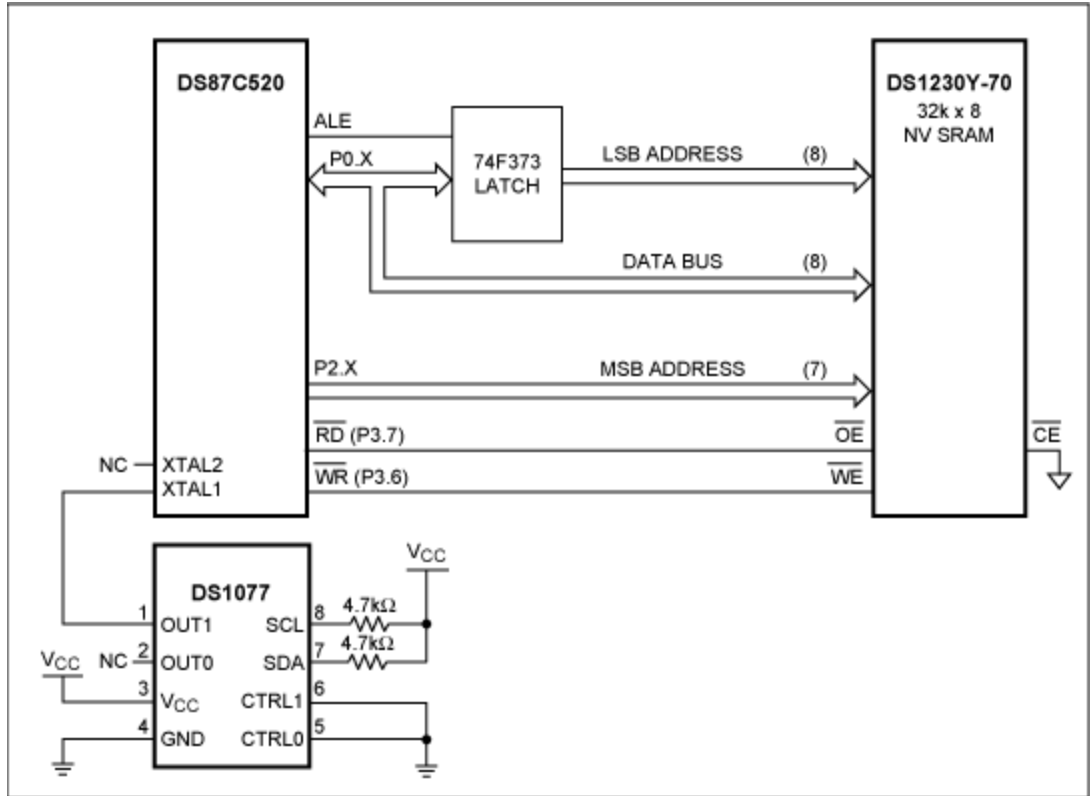 DS87C520
DS1230Y-70
32k x 8
NV SRAM
ALE
P0.X
74F373
LATCH
LSB ADDRESS (8)
DATA BUS (8)
P2.X
MSB ADDRESS (7)
RD (P3.7)
OE
CE
NC
XTAL2
WR (P3.6)
WE
XTAL1
VCC
DS1077
1
OUT1
SCL
8
4.7kΩ
VCC
NC
2
OUT0
SDA
7
4.7kΩ
3
VCC
CTRL1
6
4
GND
CTRL0
5